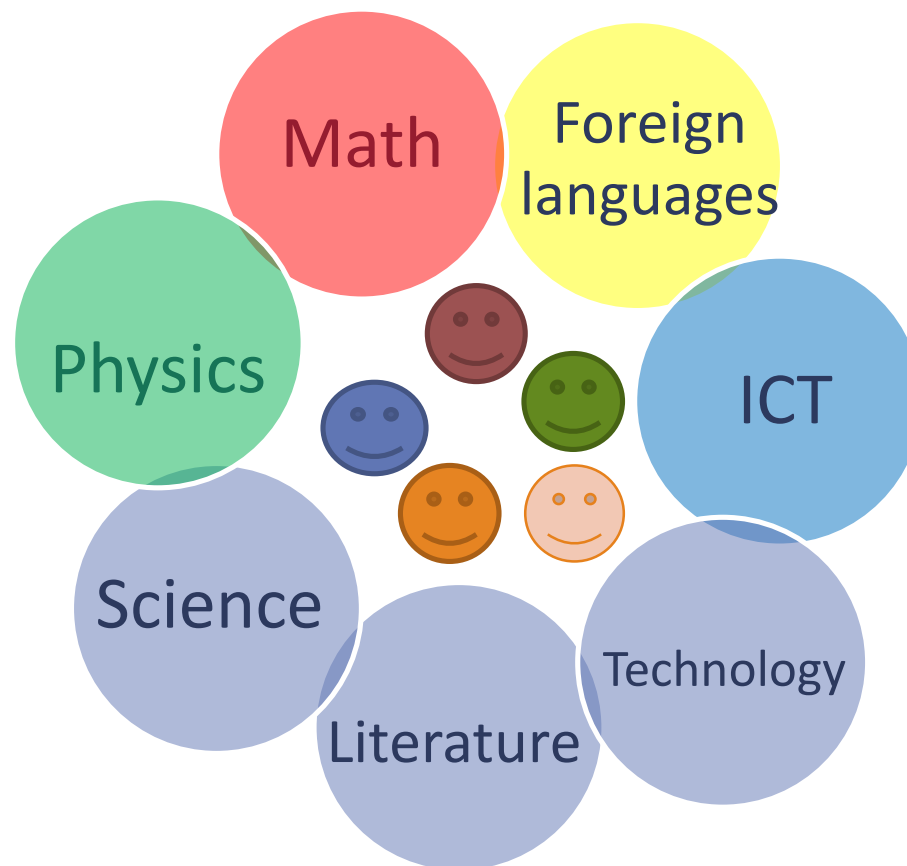 Math
Foreign
languages
Physics
ICT
Science
Technology
Literature